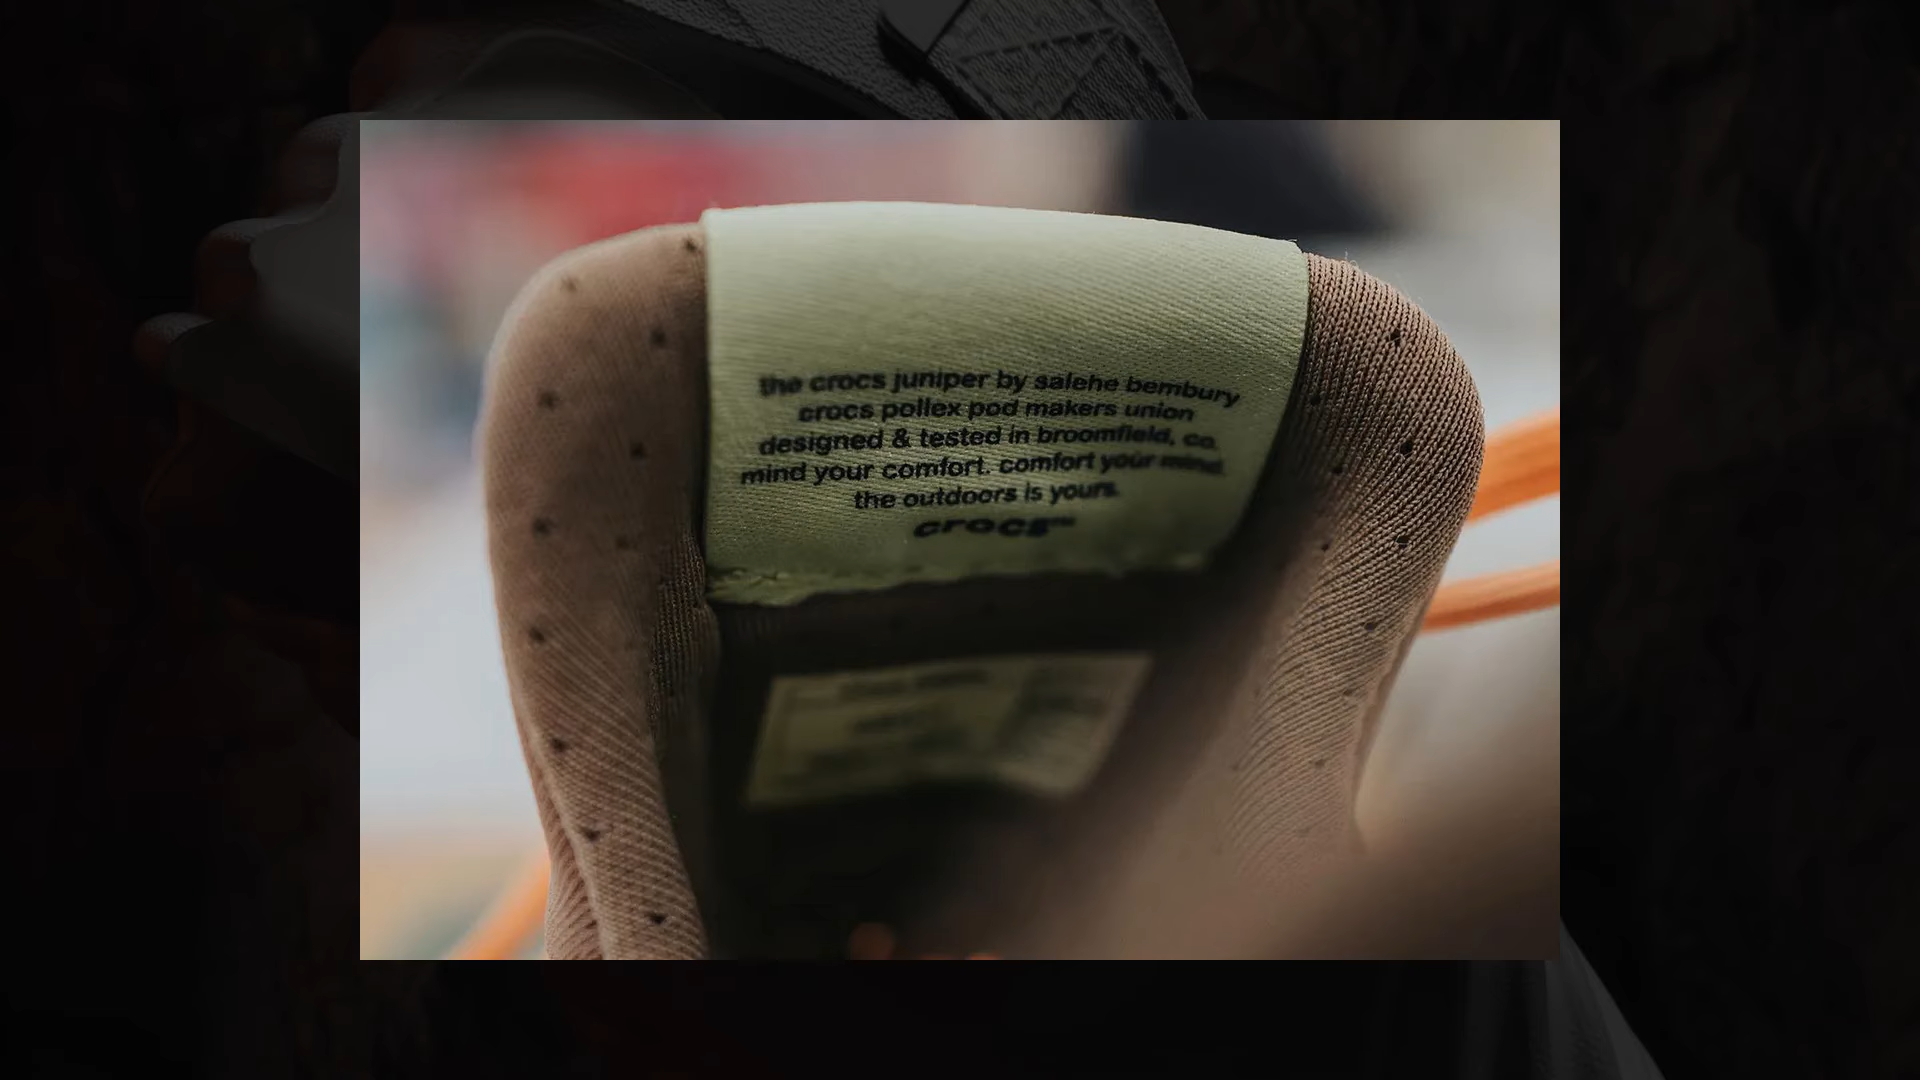 the crocs juniper by salehe bembury
crocs pollex pod makers union
designed & tested in broomfield, co.
mind your comfort. comfort your mind.
the outdoors is yours.
crocs™